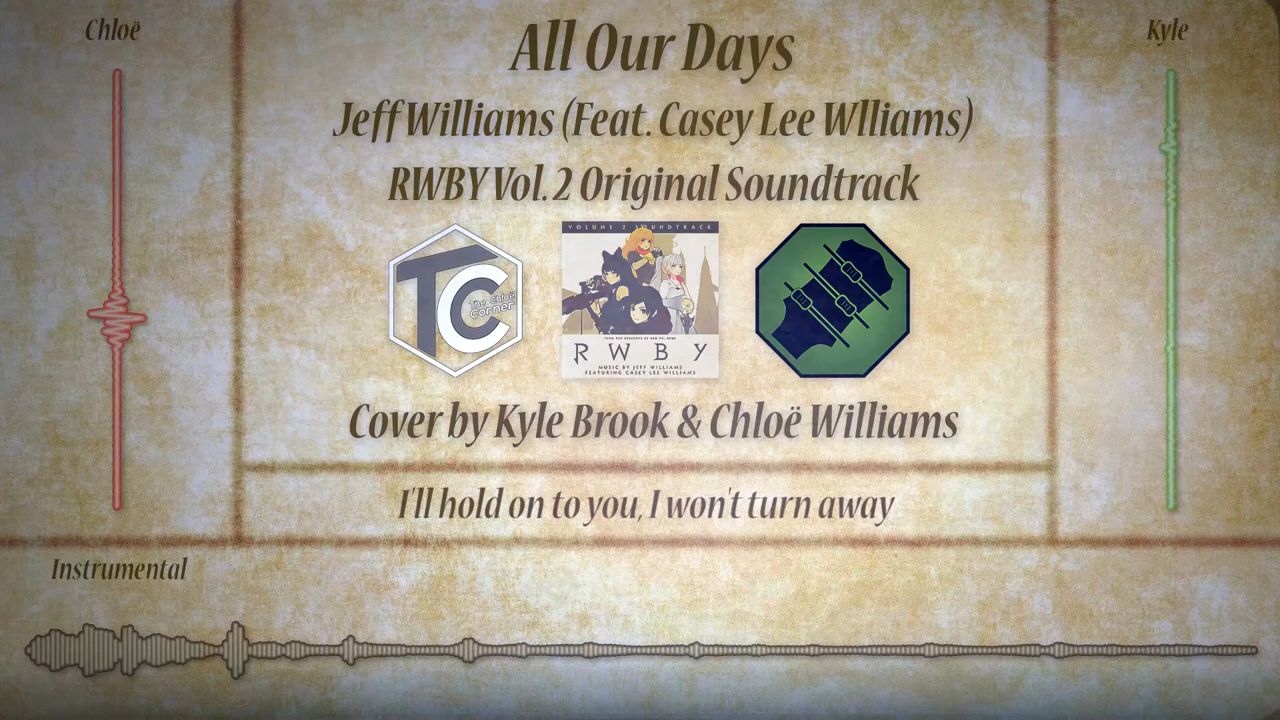 Chloë
All Our Days
Kyle
Jeff Williams (Feat. Casey Lee Wlliams)
RWBY Vol. 2 Original Soundtrack
TC
The Chloë
Corner
VOLUME 2 SOUNDTRACK
RWBY
MUSIC BY JEFF WILLIAMS
FEATURING CASEY LEE WILLIAMS
Cover by Kyle Brook & Chloë Williams
I'll hold on to you, I won't turn away
Instrumental